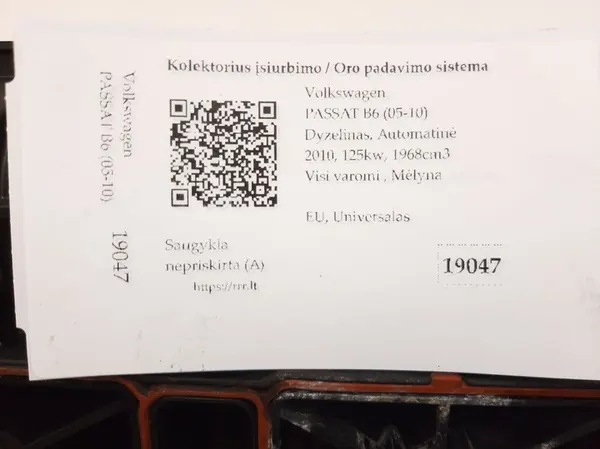 Kolektorius įsiurbimo / Oro padavimo sistema
Volkswagen
PASSAT B6 (05-10)
Dyzelinas, Automatinė
2010, 125kw, 1968cm3
Visi varomi , Mėlyna
EU, Universalas
Saugykla
nepriskirta (A)
https://rrr.lt
19047
Volkswagen
PASSAT B6 (05-10)
19047